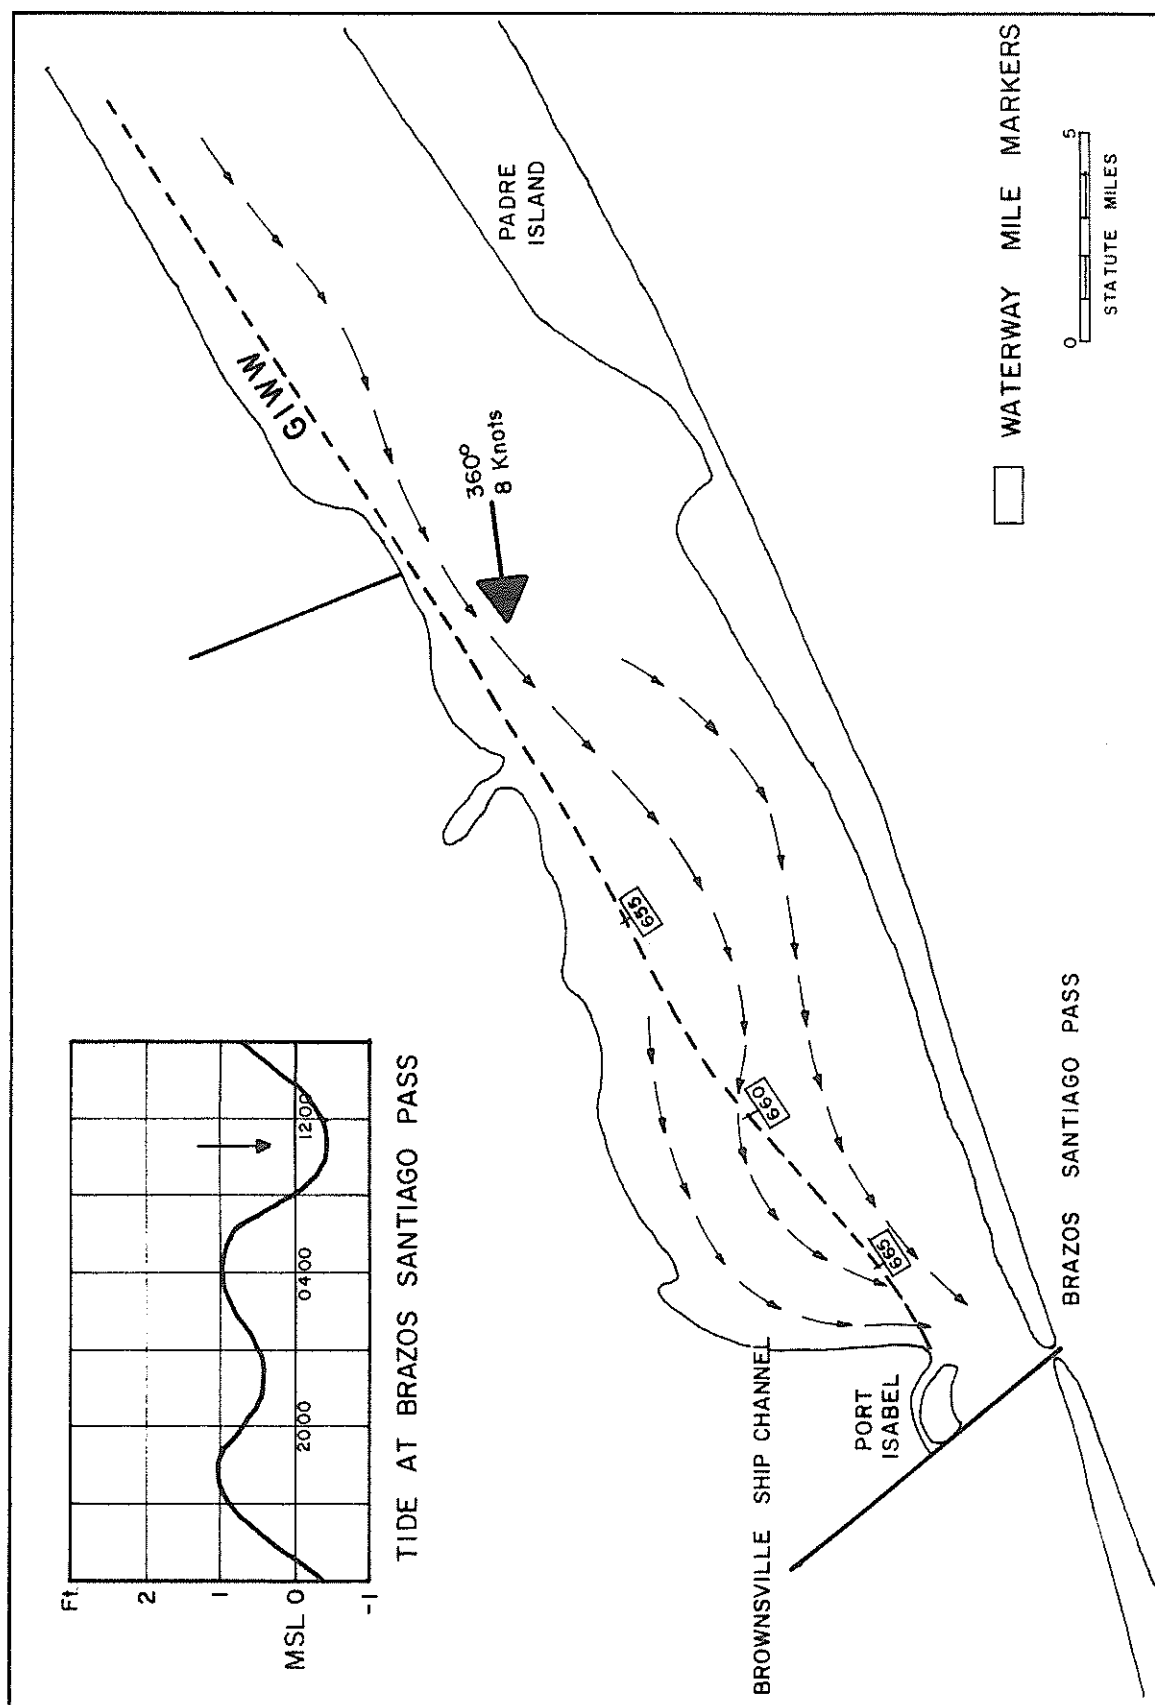 Ft.
2
1
MSL 0
-1
2000
0400
1200
TIDE AT BRAZOS SANTIAGO PASS
GIWW
360°
8 Knots
PADRE
ISLAND
655
660
665
BROWNSVILLE SHIP CHANNEL
PORT
ISABEL
BRAZOS SANTIAGO PASS
WATERWAY MILE MARKERS
0 5
STATUTE MILES